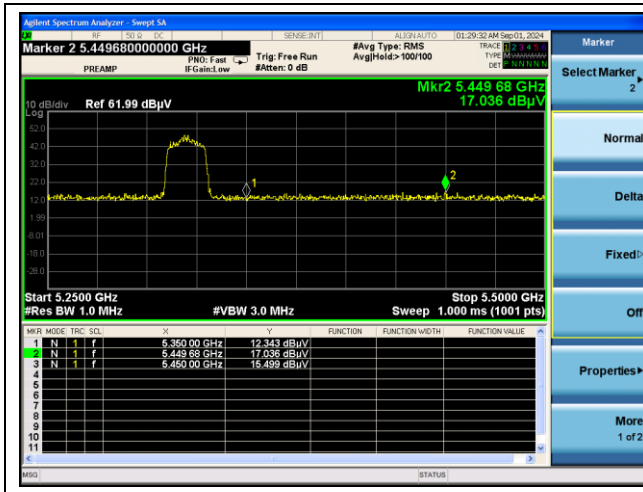 Agilent Spectrum Analyzer - Swept SA
RF 50 Ω DC SENSE:INT ALIGN AUTO 01:29:32 AM Sep 01, 2024
Marker 2 5.449680000000 GHz
PREAMP
PNO: Fast
IFGain:Low
Trig: Free Run
#Atten: 0 dB
#Avg Type: RMS
Avg|Hold:>100/100
TRACE 1 2 3 4 5 6
TYPE
DET P N N N N N
Mkr2 5.449 68 GHz
17.036 dBµV
10 dB/div Ref 61.99 dBµV
Log
52.0
42.0
32.0
22.0
12.0
1.99
-8.01
-18.0
-28.0
1
2
Start 5.2500 GHz Stop 5.5000 GHz
#Res BW 1.0 MHz #VBW 3.0 MHz Sweep 1.000 ms (1001 pts)
MKR MODE TRC SCL X Y FUNCTION FUNCTION WIDTH FUNCTION VALUE
1 N 1 f 5.350 00 GHz 12.343 dBµV
2 N 1 f 5.449 68 GHz 17.036 dBµV
3 N 1 f 5.450 00 GHz 15.499 dBµV
4
5
6
7
8
9
10
11
MSG STATUS
Marker
Select Marker
2
Normal
Delta
Fixed
Off
Properties
More
1 of 2